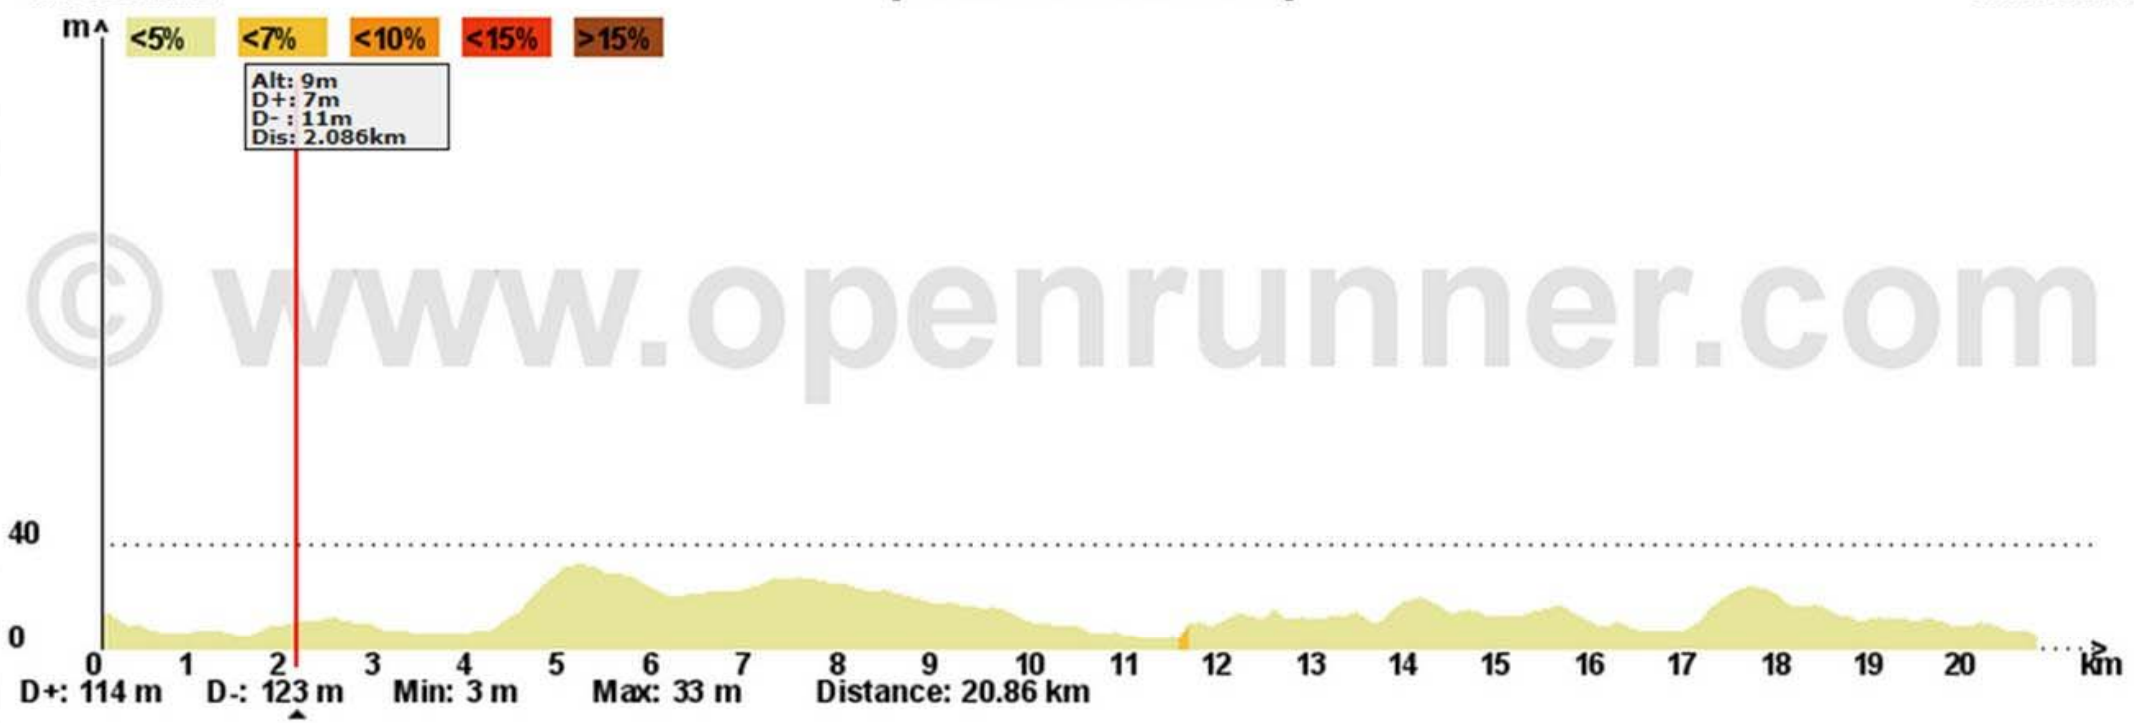 m
<5% <7% <10% <15% >15%
Alt: 9m
D+: 7m
D- : 11m
Dis: 2.086km
© www.openrunner.com
40
0
0 1 2 3 4 5 6 7 8 9 10 11 12 13 14 15 16 17 18 19 20 km
D+: 114 m D-: 123 m Min: 3 m Max: 33 m Distance: 20.86 km